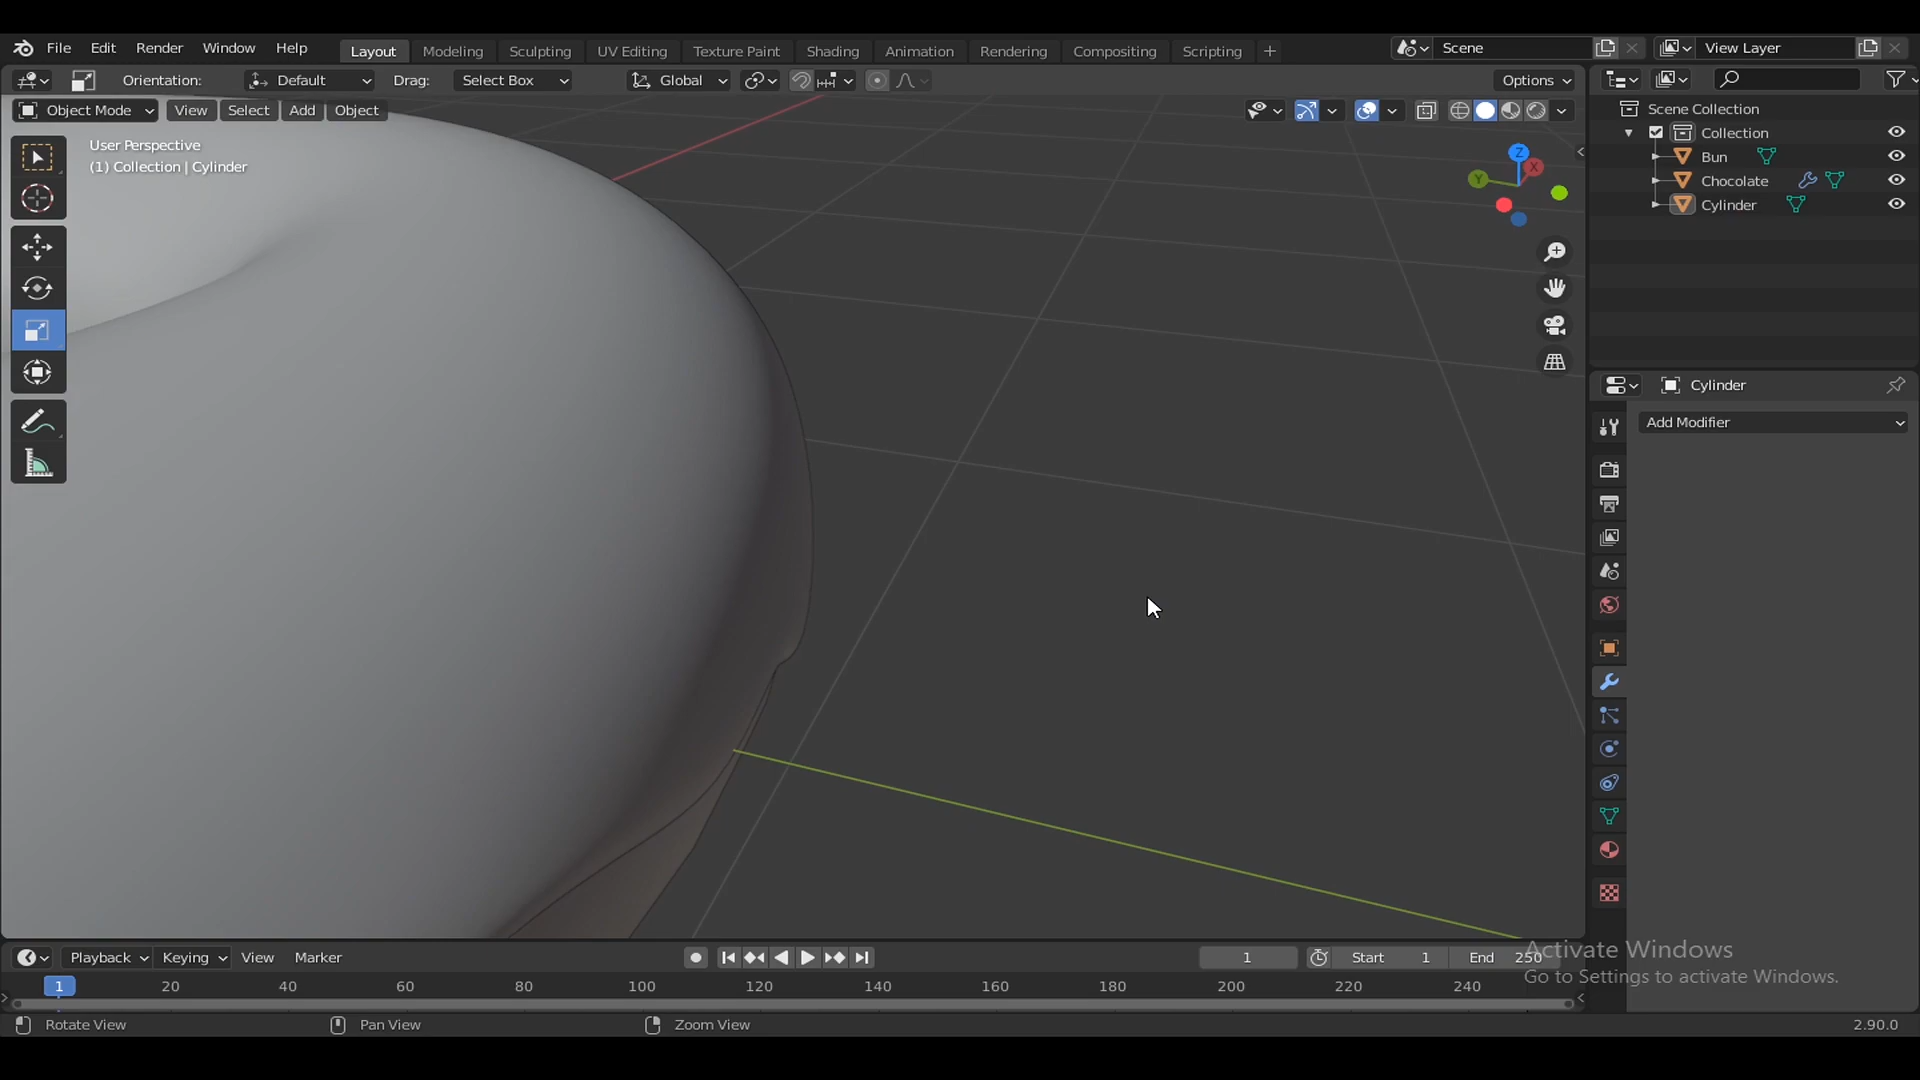 File Edit Render Window Help Layout Modeling Sculpting UV Editing Texture Paint Shading Animation Rendering Compositing Scripting + Scene View Layer
Orientation: Default Drag: Select Box Global Options
Object Mode View Select Add Object
User Perspective
(1) Collection | Cylinder
Z
X
Y
Scene Collection
Collection
Bun
Chocolate
Cylinder
Cylinder
Add Modifier
Playback Keying View Marker 1 Start 1 End 250
1 20 40 60 80 100 120 140 160 180 200 220 240
Activate Windows
Go to Settings to activate Windows.
Rotate View Pan View Zoom View 2.90.0